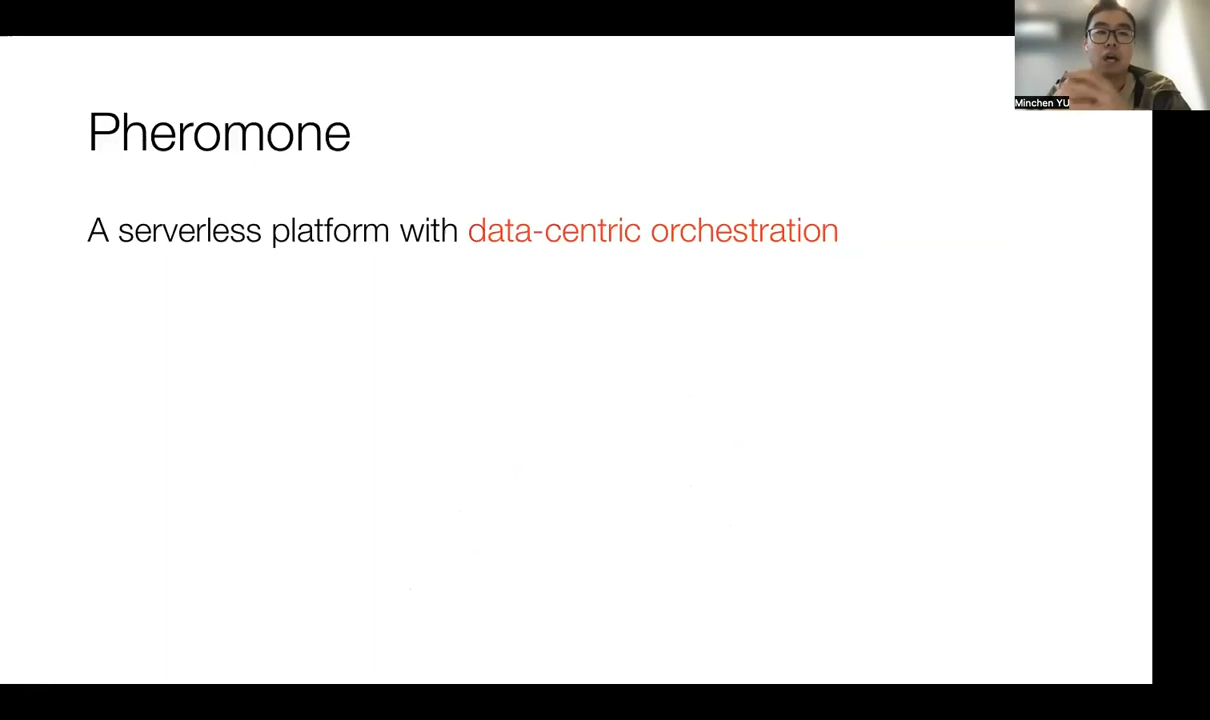 Pheromone
A serverless platform with data-centric orchestration
Minchen YU